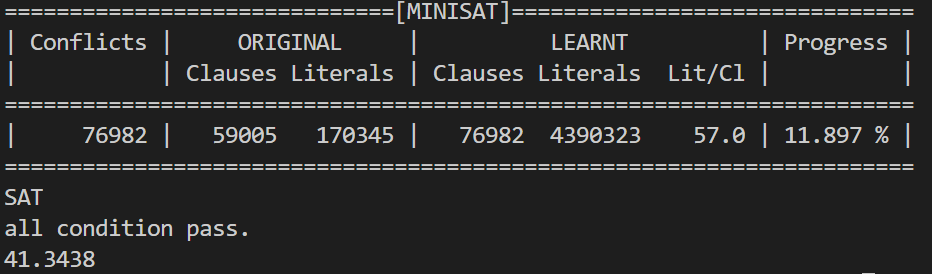 ==============================[MINISAT]===============================
| Conflicts |     ORIGINAL     |          LEARNT          | Progress |
|           | Clauses Literals | Clauses Literals  Lit/Cl |          |
======================================================================
|     76982 |   59005   170345 |   76982  4390323    57.0 | 11.897 % |
======================================================================
SAT
all condition pass.
41.3438